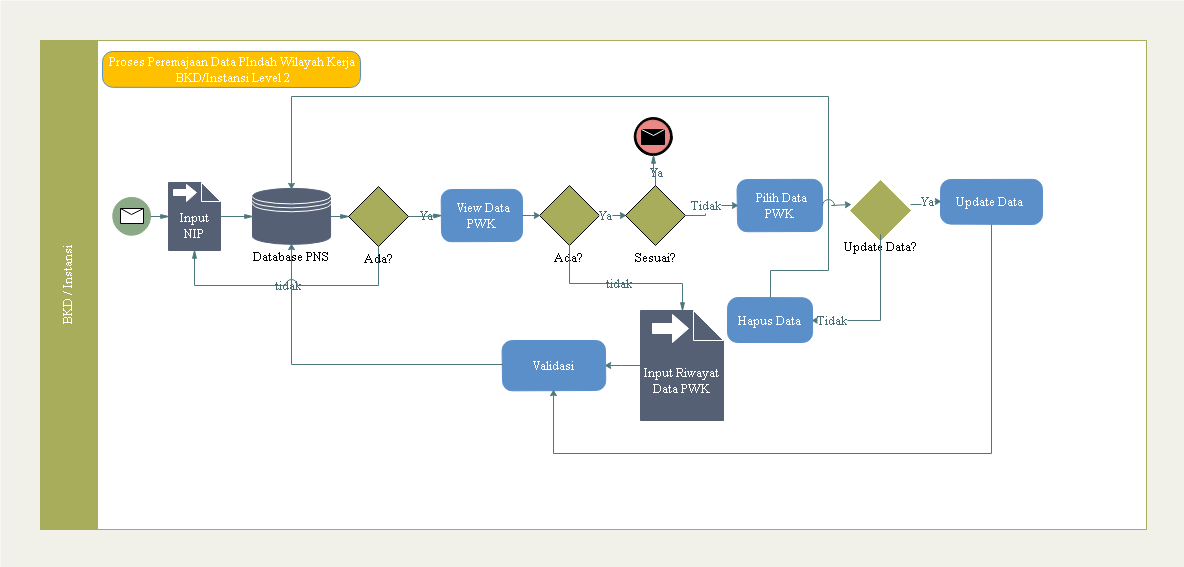 Proses Peremajaan Data PIndah Wilayah Kerja
BKD/Instansi Level 2
BKD / Instansi
Input
NIP
Database PNS
Ada?
tidak
Ya
View Data
PWK
Ada?
Ya
tidak
Sesuai?
Ya
Tidak
Pilih Data
PWK
Update Data?
Ya
Update Data
Tidak
Hapus Data
Input Riwayat
Data PWK
Validasi